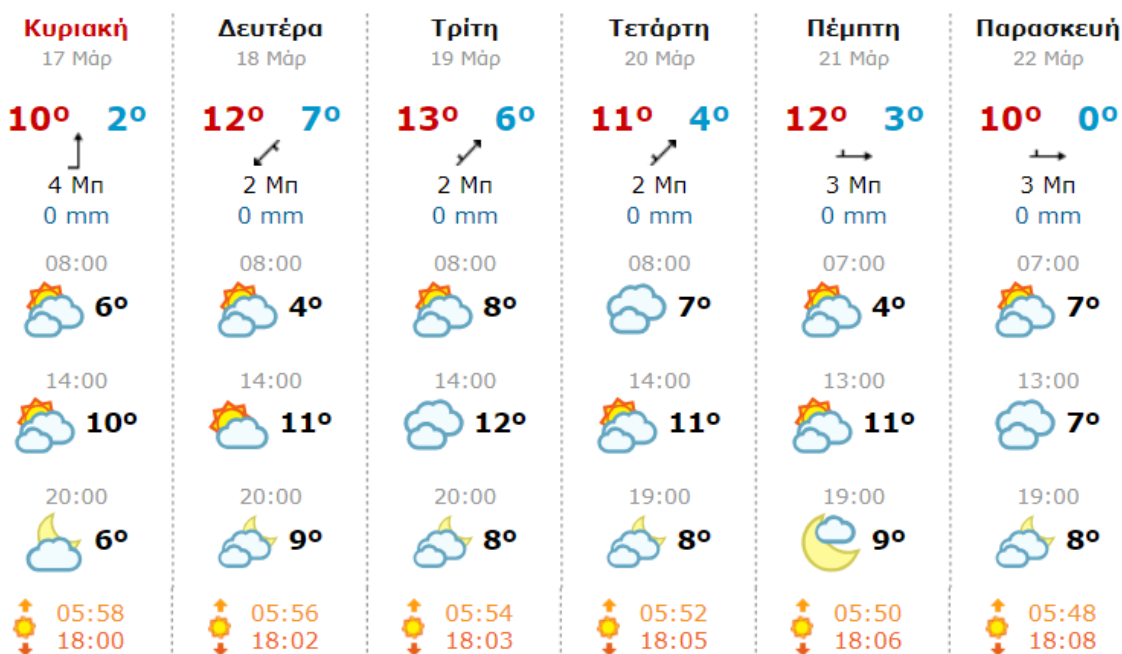 Κυριακή Δευτέρα Τρίτη Τετάρτη Πέμπτη Παρασκευή
17 Μάρ 18 Μάρ 19 Μάρ 20 Μάρ 21 Μάρ 22 Μάρ
10º 2º 12º 7º 13º 6º 11º 4º 12º 3º 10º 0º
4 Μπ 2 Μπ 2 Μπ 2 Μπ 3 Μπ 3 Μπ
0 mm 0 mm 0 mm 0 mm 0 mm 0 mm
08:00 08:00 08:00 08:00 07:00 07:00
6º 4º 8º 7º 4º 7º
14:00 14:00 14:00 14:00 13:00 13:00
10º 11º 12º 11º 11º 7º
20:00 20:00 20:00 19:00 19:00 19:00
6º 9º 8º 8º 9º 8º
05:58 05:56 05:54 05:52 05:50 05:48
18:00 18:02 18:03 18:05 18:06 18:08